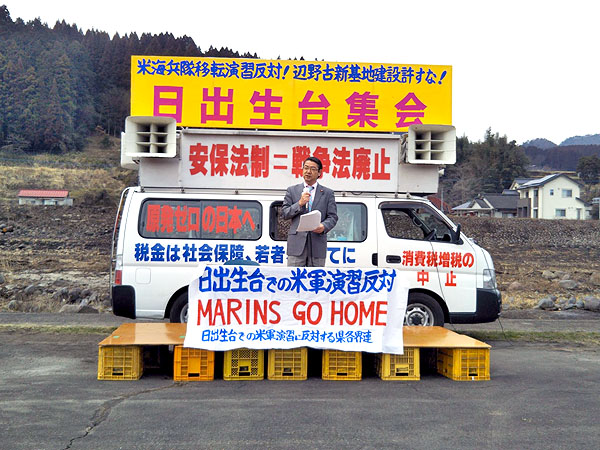 米海兵隊移転演習反対！辺野古新基地建設許すな！
日出生台集会
安保法制＝戦争法廃止
原発ゼロの日本へ
税金は社会保障、若者
てに
消費税増税の
中止
日出生台での米軍演習反対
MARINS GO HOME
日出生台での米軍演習に反対する県各界連